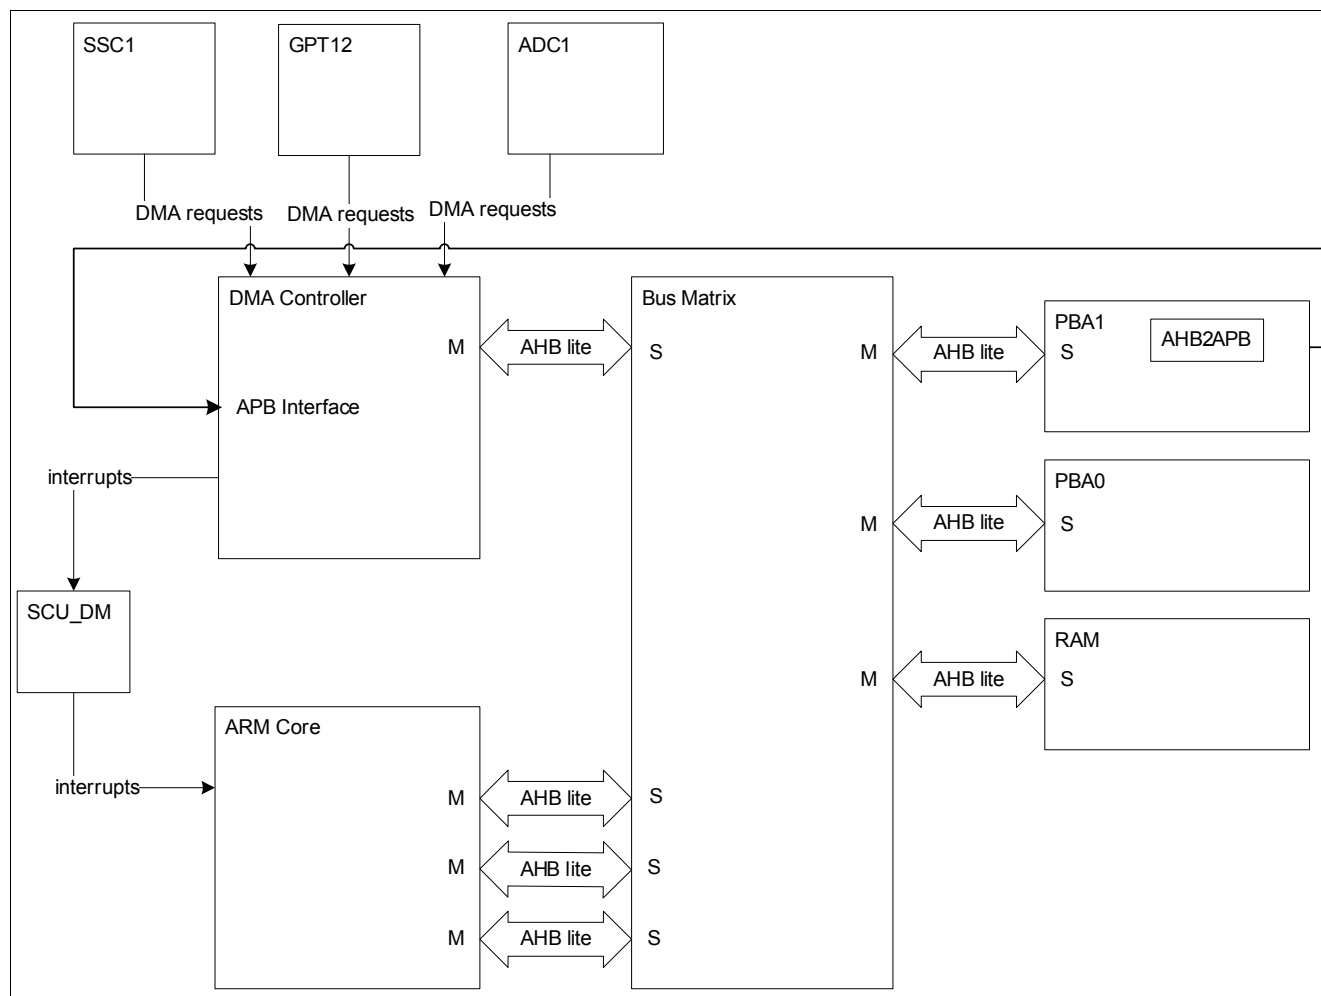 SSC1
GPT12
ADC1
DMA requests
DMA requests
DMA requests
DMA Controller
Bus Matrix
PBA1
AHB2APB
M
AHB lite
S
M
AHB lite
S
APB Interface
interrupts
PBA0
M
AHB lite
S
SCU_DM
RAM
M
AHB lite
S
ARM Core
interrupts
M
AHB lite
S
M
AHB lite
S
M
AHB lite
S